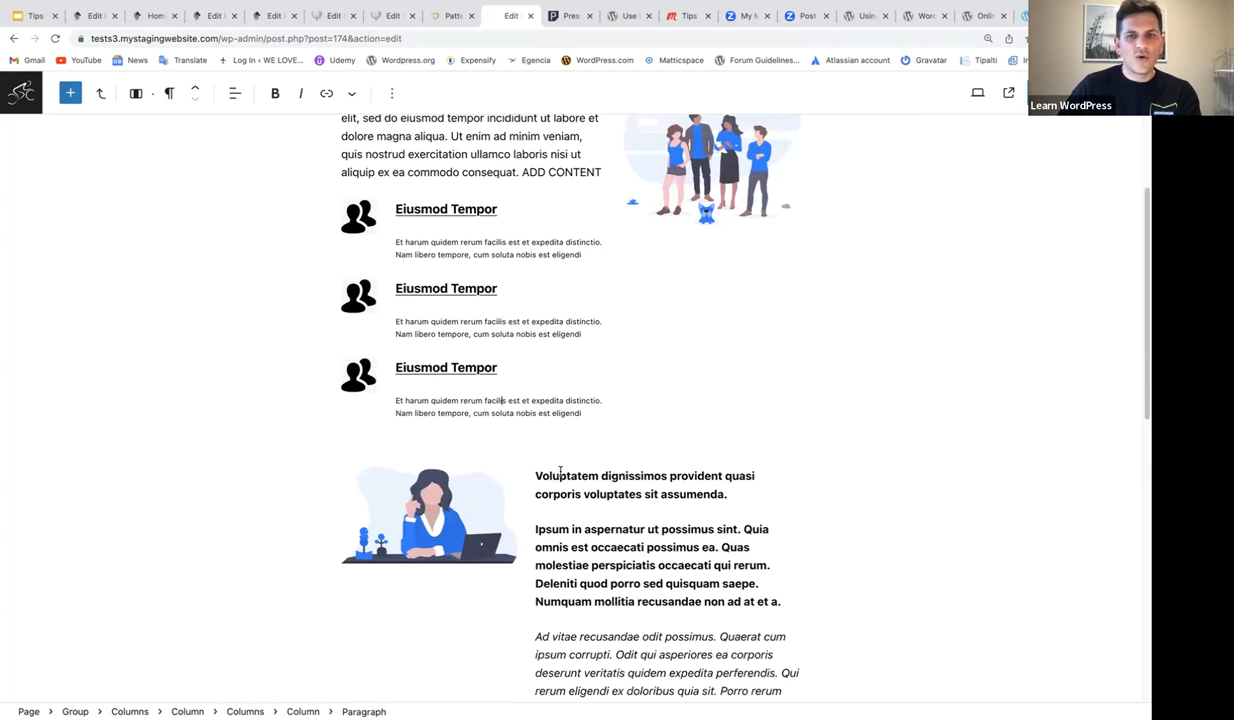 Tips
Edit
Hom
Edit
Edit
Edit
Edit
Patte
Edit
Pres
Use
Tips
My
Post
Usin
Wor
Onlin
tests3.mystagingwebsite.com/wp-admin/post.php?post=174&action=edit
Gmail
YouTube
News
Translate
Log In ‹ WE LOVE...
Udemy
Wordpress.org
Expensify
Egencia
WordPress.com
Matticspace
Forum Guidelines...
Atlassian account
Gravatar
Tipalti
Learn WordPress
B
I
elit, sed do eiusmod tempor incididunt ut labore et
dolore magna aliqua. Ut enim ad minim veniam,
quis nostrud exercitation ullamco laboris nisi ut
aliquip ex ea commodo consequat. ADD CONTENT
Eiusmod Tempor
Et harum quidem rerum facilis est et expedita distinctio.
Nam libero tempore, cum soluta nobis est eligendi
Eiusmod Tempor
Et harum quidem rerum facilis est et expedita distinctio.
Nam libero tempore, cum soluta nobis est eligendi
Eiusmod Tempor
Et harum quidem rerum facilis est et expedita distinctio.
Nam libero tempore, cum soluta nobis est eligendi
Voluptatem dignissimos provident quasi
corporis voluptates sit assumenda.
Ipsum in aspernatur ut possimus sint. Quia
omnis est occaecati possimus ea. Quas
molestiae perspiciatis occaecati qui rerum.
Deleniti quod porro sed quisquam saepe.
Numquam mollitia recusandae non ad at et a.
Ad vitae recusandae odit possimus. Quaerat cum
ipsum corrupti. Odit qui asperiores ea corporis
deserunt veritatis quidem expedita perferendis. Qui
rerum eligendi ex doloribus quia sit. Porro rerum
Page > Group > Columns > Column > Columns > Column > Paragraph